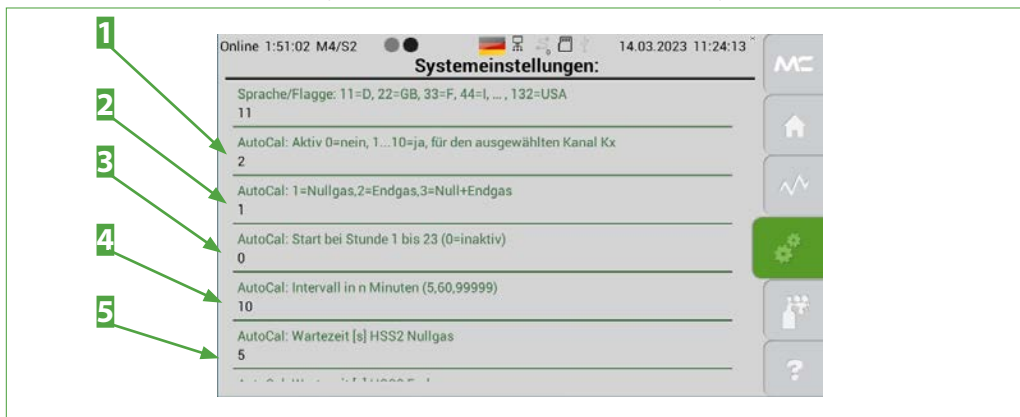 1
2
3
4
5
Online 1:51:02 M4/S2 14.03.2023 11:24:13
Systemeinstellungen:
Sprache/Flagge: 11=D, 22=GB, 33=F, 44=I, ... , 132=USA
11
AutoCal: Aktiv 0=nein, 1...10=ja, für den ausgewählten Kanal Kx
2
AutoCal: 1=Nullgas,2=Endgas,3=Null+Endgas
1
AutoCal: Start bei Stunde 1 bis 23 (0=inaktiv)
0
AutoCal: Intervall in n Minuten (5,60,99999)
10
AutoCal: Wartezeit [s] HSS2 Nullgas
5
MC
?